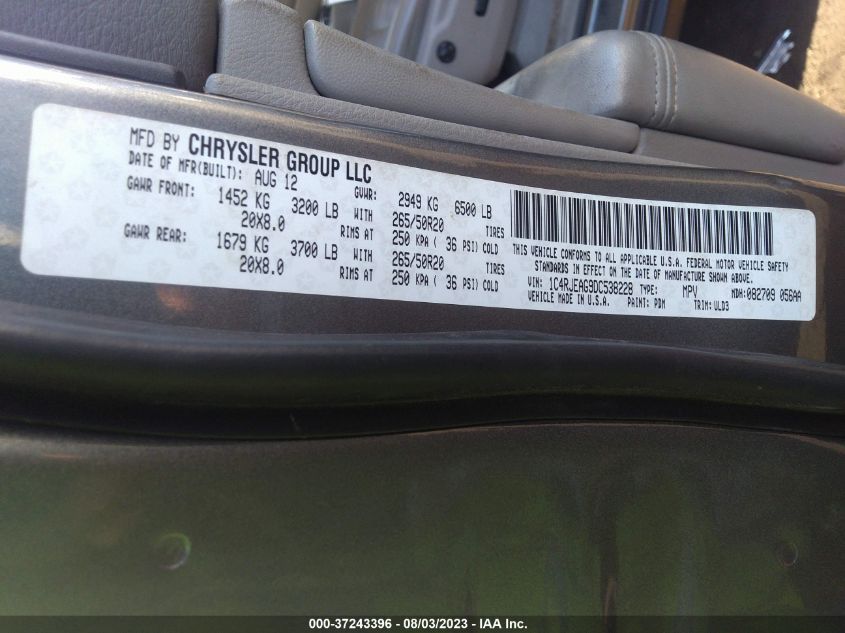 MFD BY CHRYSLER GROUP LLC
DATE OF MFR(BUILT): AUG 12 GVWR: 2949 KG 6500 LB
GAWR FRONT: 1452 KG 3200 LB WITH 265/50R20 TIRES
20X8.0 RIMS AT 250 KPA ( 36 PSI) COLD
GAWR REAR: 1679 KG 3700 LB WITH 265/50R20 TIRES
20X8.0 RIMS AT 250 KPA ( 36 PSI) COLD
THIS VEHICLE CONFORMS TO ALL APPLICABLE U.S.A. FEDERAL MOTOR VEHICLE SAFETY
STANDARDS IN EFFECT ON THE DATE OF MANUFACTURE SHOWN ABOVE.
VIN: 1C4RJEAG9DC538228 TYPE: MPV MDH: 082709 056AA
VEHICLE MADE IN U.S.A. PAINT: PDM TRIM: ULD3
000-37243396 - 08/03/2023 - IAA Inc.